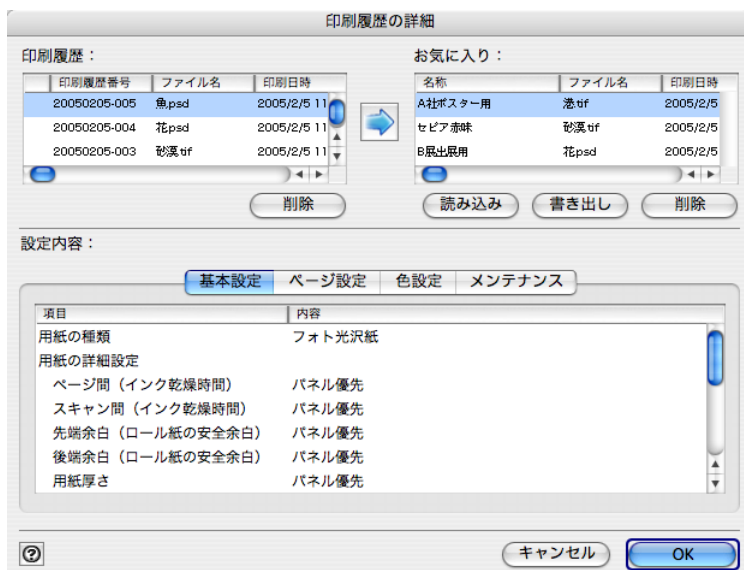 印刷履歴の詳細
印刷履歴：
お気に入り：
印刷履歴番号 ファイル名 印刷日時
20050205-005 魚.psd 2005/2/5 11
20050205-004 花.psd 2005/2/5 11
20050205-003 砂漠.tif 2005/2/5 11
名称 ファイル名 印刷日時
A社ポスター用 港.tif 2005/2/5
セピア赤味 砂漠.tif 2005/2/5
B展出展用 花.psd 2005/2/5
削除
読み込み 書き出し 削除
設定内容：
基本設定 ページ設定 色設定 メンテナンス
項目 内容
用紙の種類 フォト光沢紙
用紙の詳細設定
ページ間（インク乾燥時間） パネル優先
スキャン間（インク乾燥時間） パネル優先
先端余白（ロール紙の安全余白） パネル優先
後端余白（ロール紙の安全余白） パネル優先
用紙厚さ パネル優先
? キャンセル OK